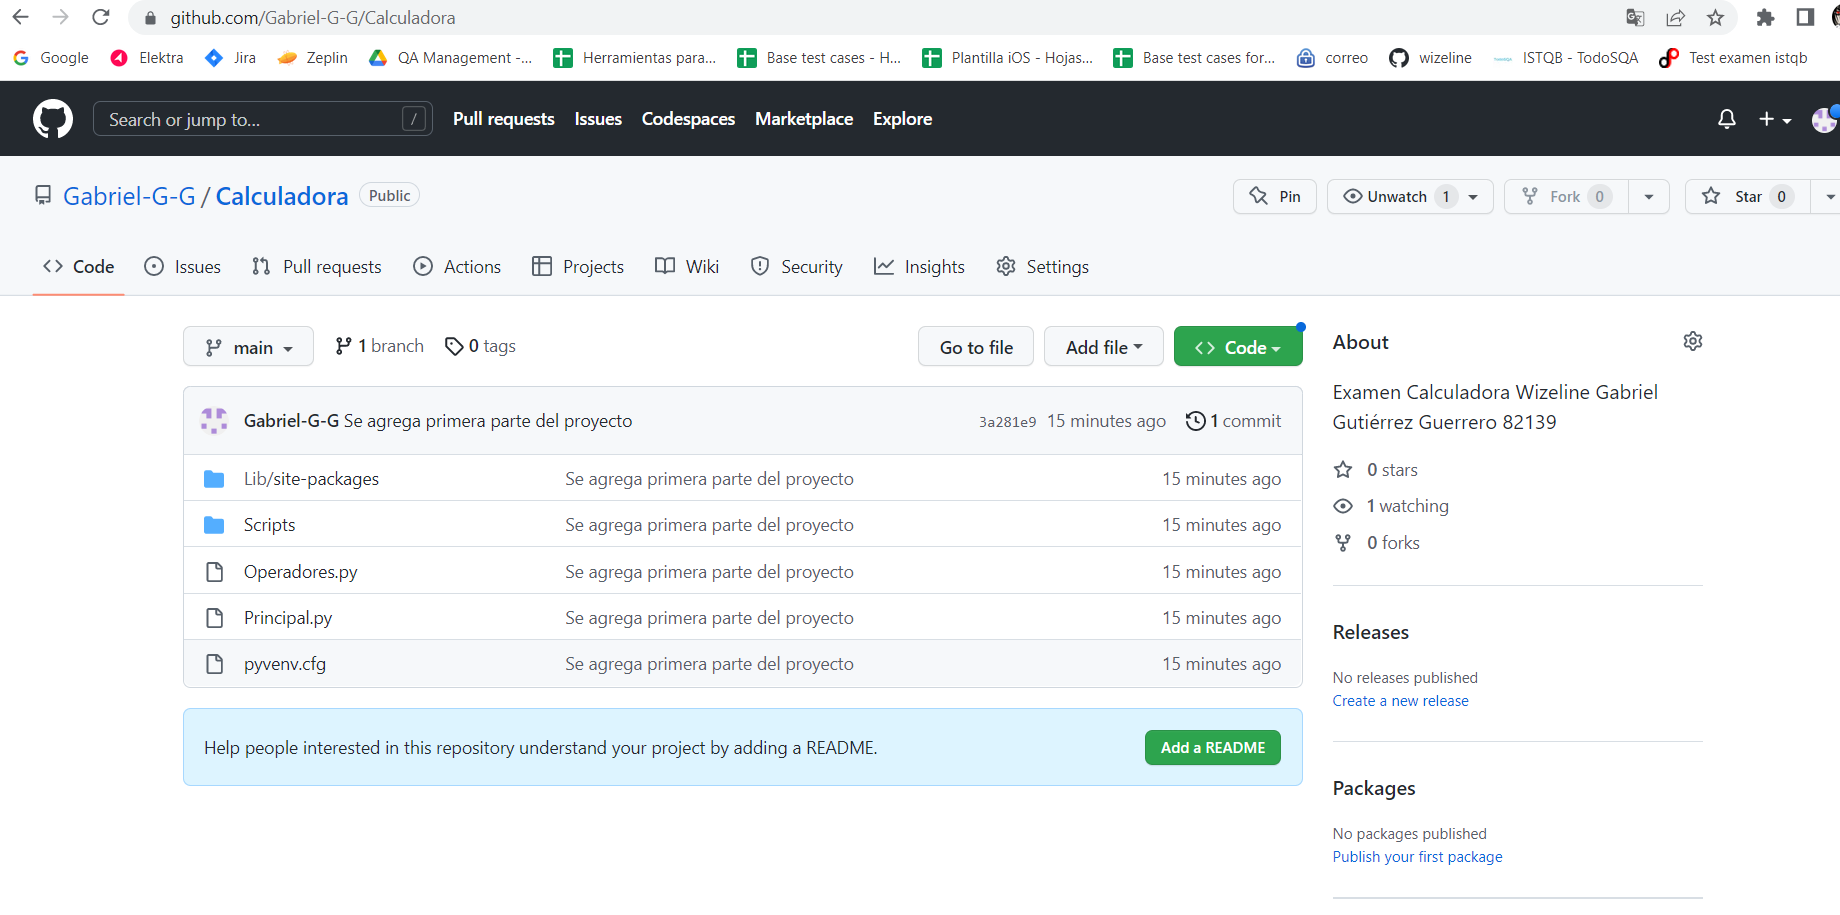 github.com/Gabriel-G-G/Calculadora
Google Elektra Jira Zeplin QA Management -... Herramientas para... Base test cases - H... Plantilla iOS - Hojas... Base test cases for... correo wizeline ISTQB - TodoSQA Test examen istqb
Search or jump to... / Pull requests Issues Codespaces Marketplace Explore
Gabriel-G-G / Calculadora Public Pin Unwatch 1 Fork 0 Star 0
Code Issues Pull requests Actions Projects Wiki Security Insights Settings
main 1 branch 0 tags Go to file Add file Code
Gabriel-G-G Se agrega primera parte del proyecto 3a281e9 15 minutes ago 1 commit
Lib/site-packages Se agrega primera parte del proyecto 15 minutes ago
Scripts Se agrega primera parte del proyecto 15 minutes ago
Operadores.py Se agrega primera parte del proyecto 15 minutes ago
Principal.py Se agrega primera parte del proyecto 15 minutes ago
pyvenv.cfg Se agrega primera parte del proyecto 15 minutes ago
Help people interested in this repository understand your project by adding a README. Add a README
About
Examen Calculadora Wizeline Gabriel
Gutiérrez Guerrero 82139
0 stars
1 watching
0 forks
Releases
No releases published
Create a new release
Packages
No packages published
Publish your first package